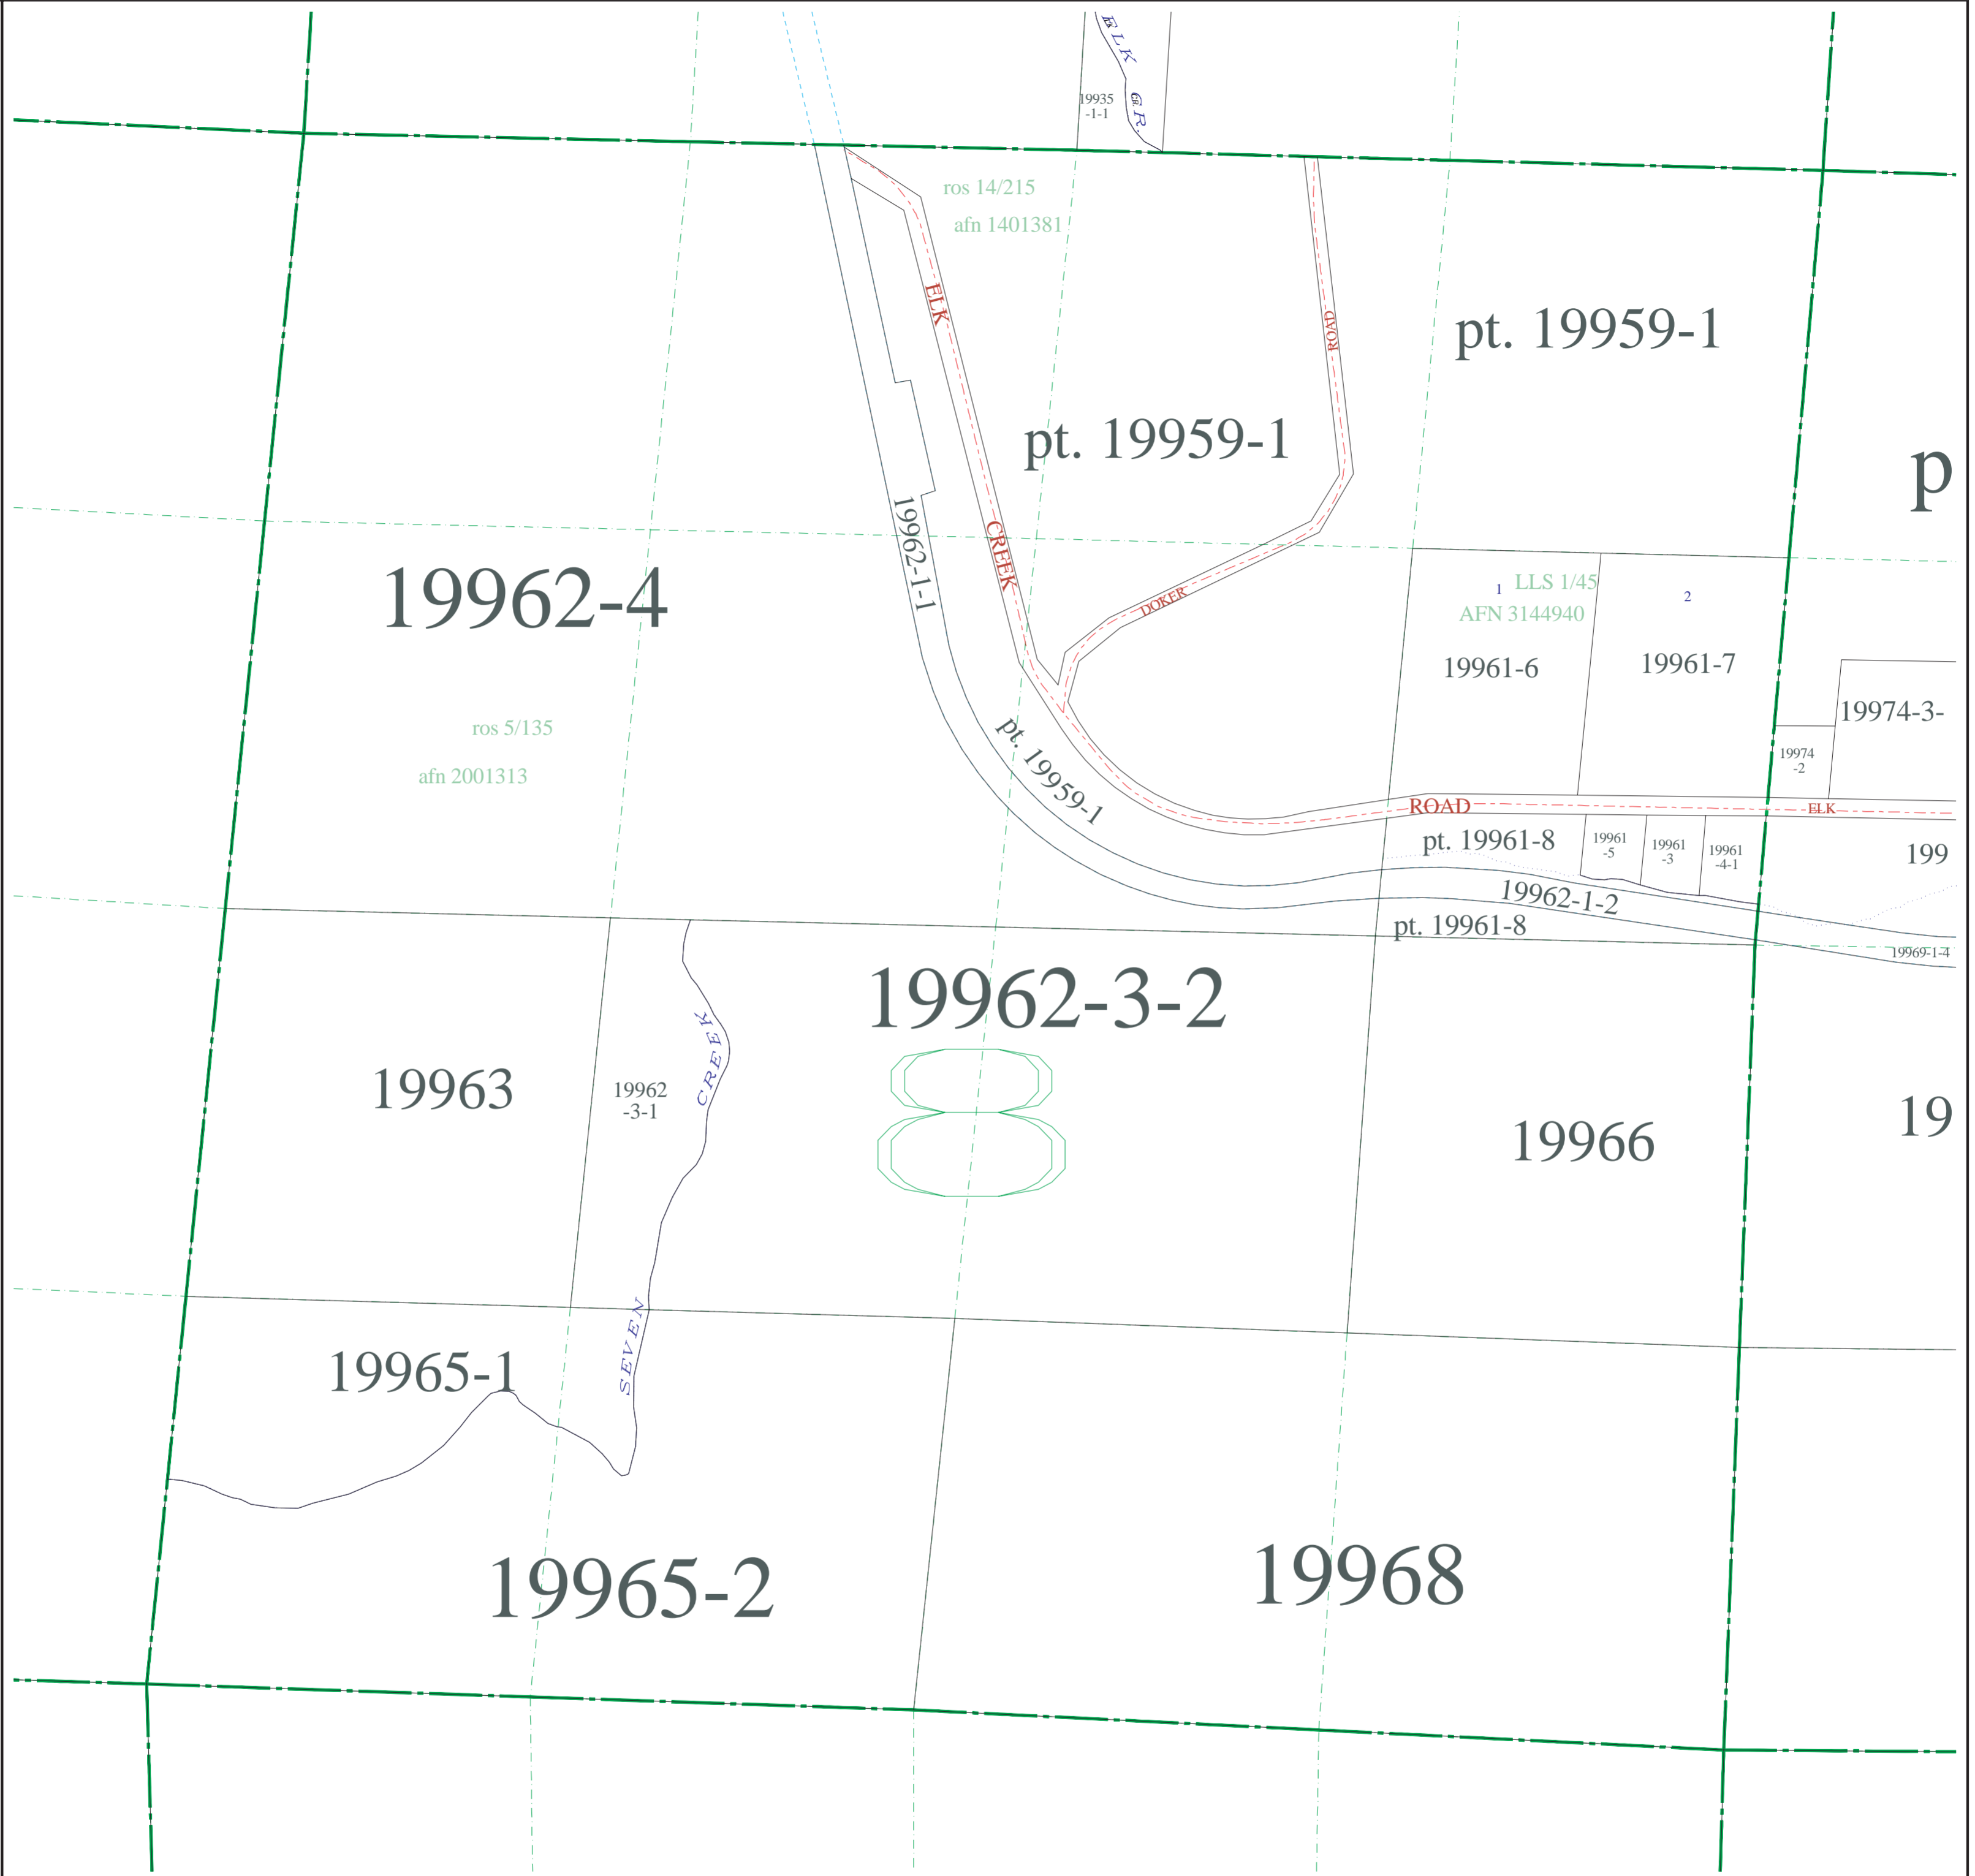 ELK
CR.
CR.
19935
-1-1
ros 14/215
afn 1401381
ELK
ROAD
pt. 19959-1
pt. 19959-1
p
CREEK
19962-1-1
19962-4
DOKER
1
LLS 1/45
AFN 3144940
2
19961-6
19961-7
19974-3-
19974
-2
ros 5/135
afn 2001313
pt. 19959-1
ROAD
ELK
pt. 19961-8
19961
-5
19961
-3
19961
-4-1
199
19962-1-2
pt. 19961-8
19969-1-4
19962-3-2
8
CREEK
19963
19962
-3-1
19966
19
SEVEN
19965-1
19965-2
19968